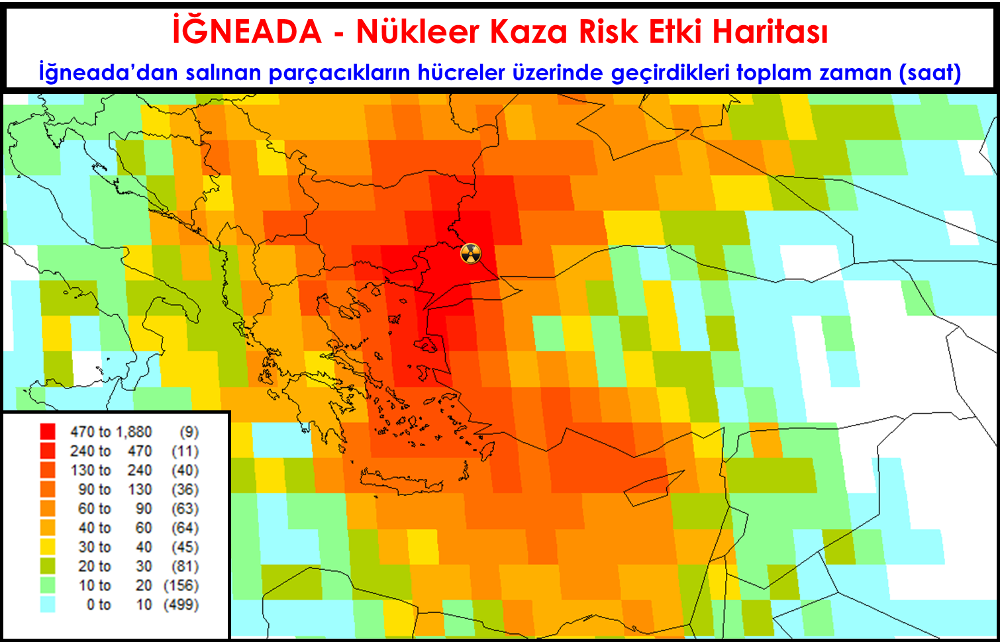 İĞNEADA - Nükleer Kaza Risk Etki Haritası
İğneada’dan salınan parçacıkların hücreler üzerinde geçirdikleri toplam zaman (saat)
470 to 1,880 (9)
240 to 470 (11)
130 to 240 (40)
90 to 130 (36)
60 to 90 (63)
40 to 60 (64)
30 to 40 (45)
20 to 30 (81)
10 to 20 (156)
0 to 10 (499)